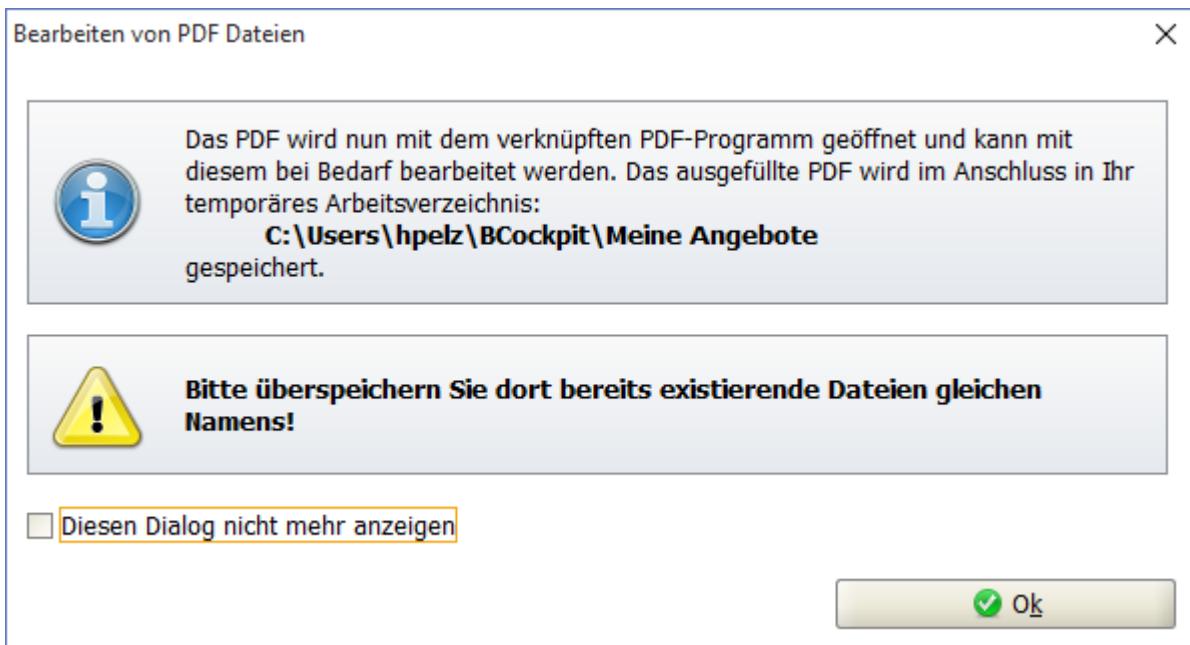 Bearbeiten von PDF Dateien
Das PDF wird nun mit dem verknüpften PDF-Programm geöffnet und kann mit
diesem bei Bedarf bearbeitet werden. Das ausgefüllte PDF wird im Anschluss in Ihr
temporäres Arbeitsverzeichnis:
C:\Users\hpelz\BCockpit\Meine Angebote
gespeichert.
Bitte überspeichern Sie dort bereits existierende Dateien gleichen
Namens!
Diesen Dialog nicht mehr anzeigen
Ok